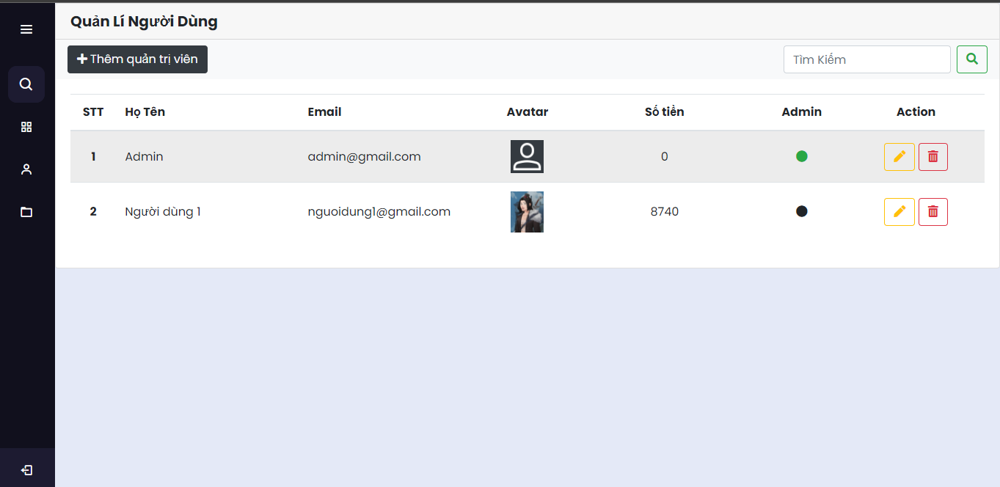 Quản Lí Người Dùng
Thêm quản trị viên
Tìm Kiếm
STT Họ Tên Email Avatar Số tiền Admin Action
1 Admin admin@gmail.com 0
2 Người dùng 1 nguoidung1@gmail.com 8740